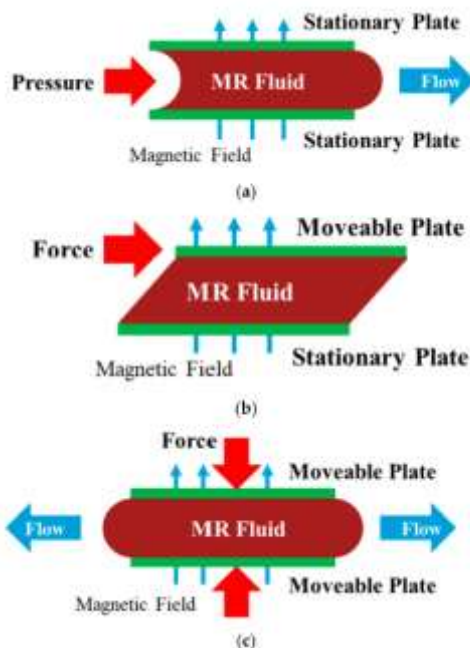 Stationary Plate
MR Fluid
Pressure
Flow
Magnetic Field
Stationary Plate
(a)
Moveable Plate
Force
MR Fluid
Magnetic Field
Stationary Plate
(b)
Force
Moveable Plate
Flow
MR Fluid
Flow
Moveable Plate
Magnetic Field
(c)